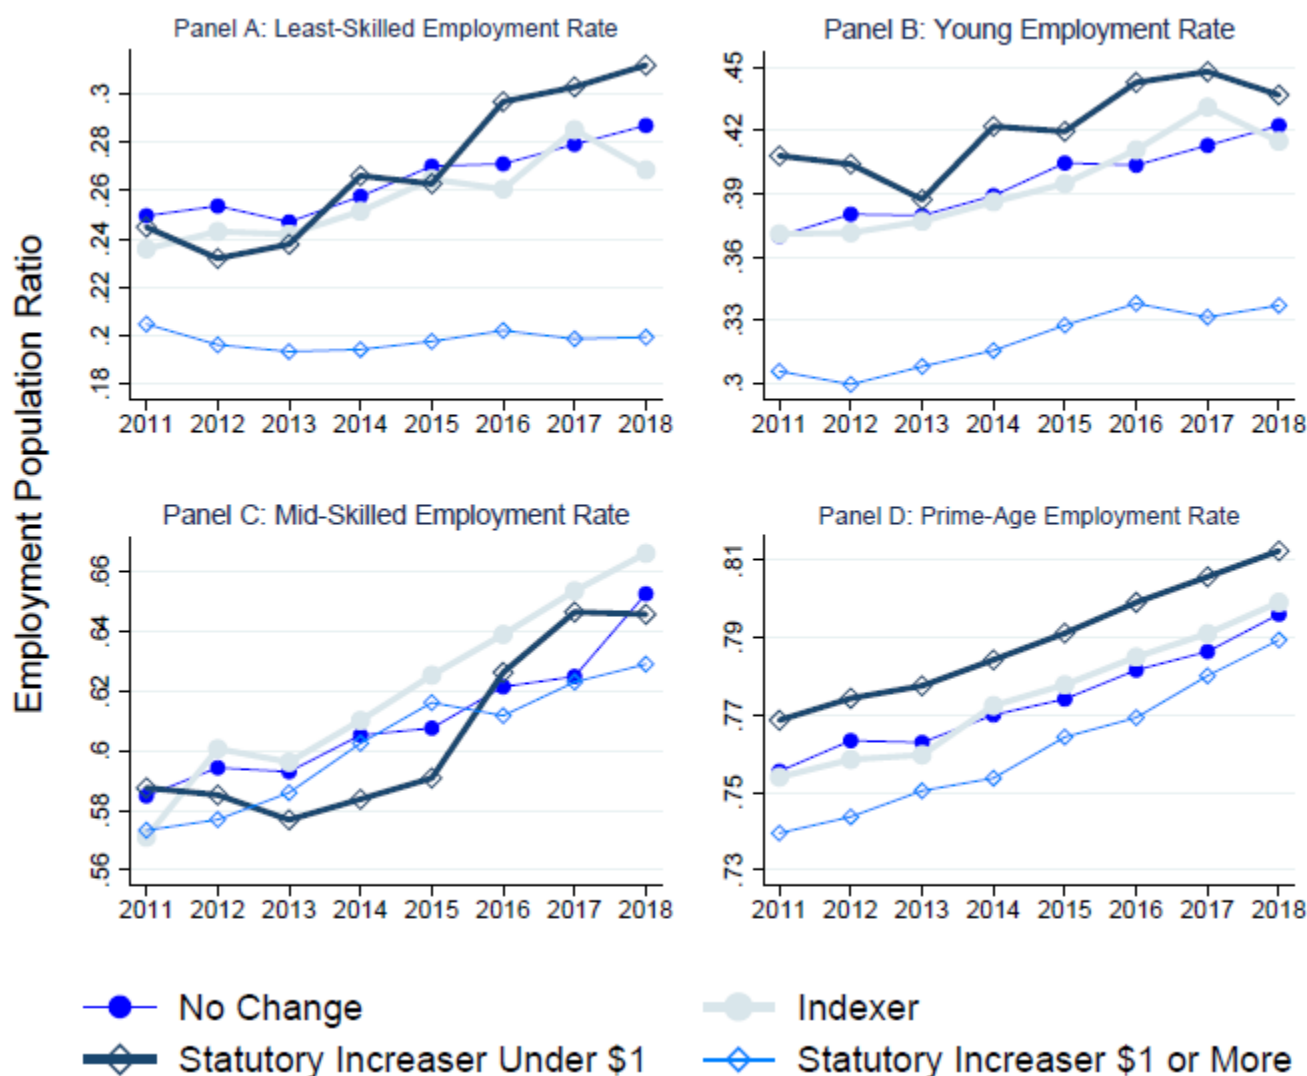 Panel A: Least-Skilled Employment Rate
.3
.28
.26
.24
.22
.2
.18
2011 2012 2013 2014 2015 2016 2017 2018
Panel B: Young Employment Rate
.45
.42
.39
.36
.33
.3
2011 2012 2013 2014 2015 2016 2017 2018
Employment Population Ratio
Panel C: Mid-Skilled Employment Rate
.66
.64
.62
.6
.58
.56
2011 2012 2013 2014 2015 2016 2017 2018
Panel D: Prime-Age Employment Rate
.81
.79
.77
.75
.73
2011 2012 2013 2014 2015 2016 2017 2018
No Change
Indexer
Statutory Increaser Under $1
Statutory Increaser $1 or More